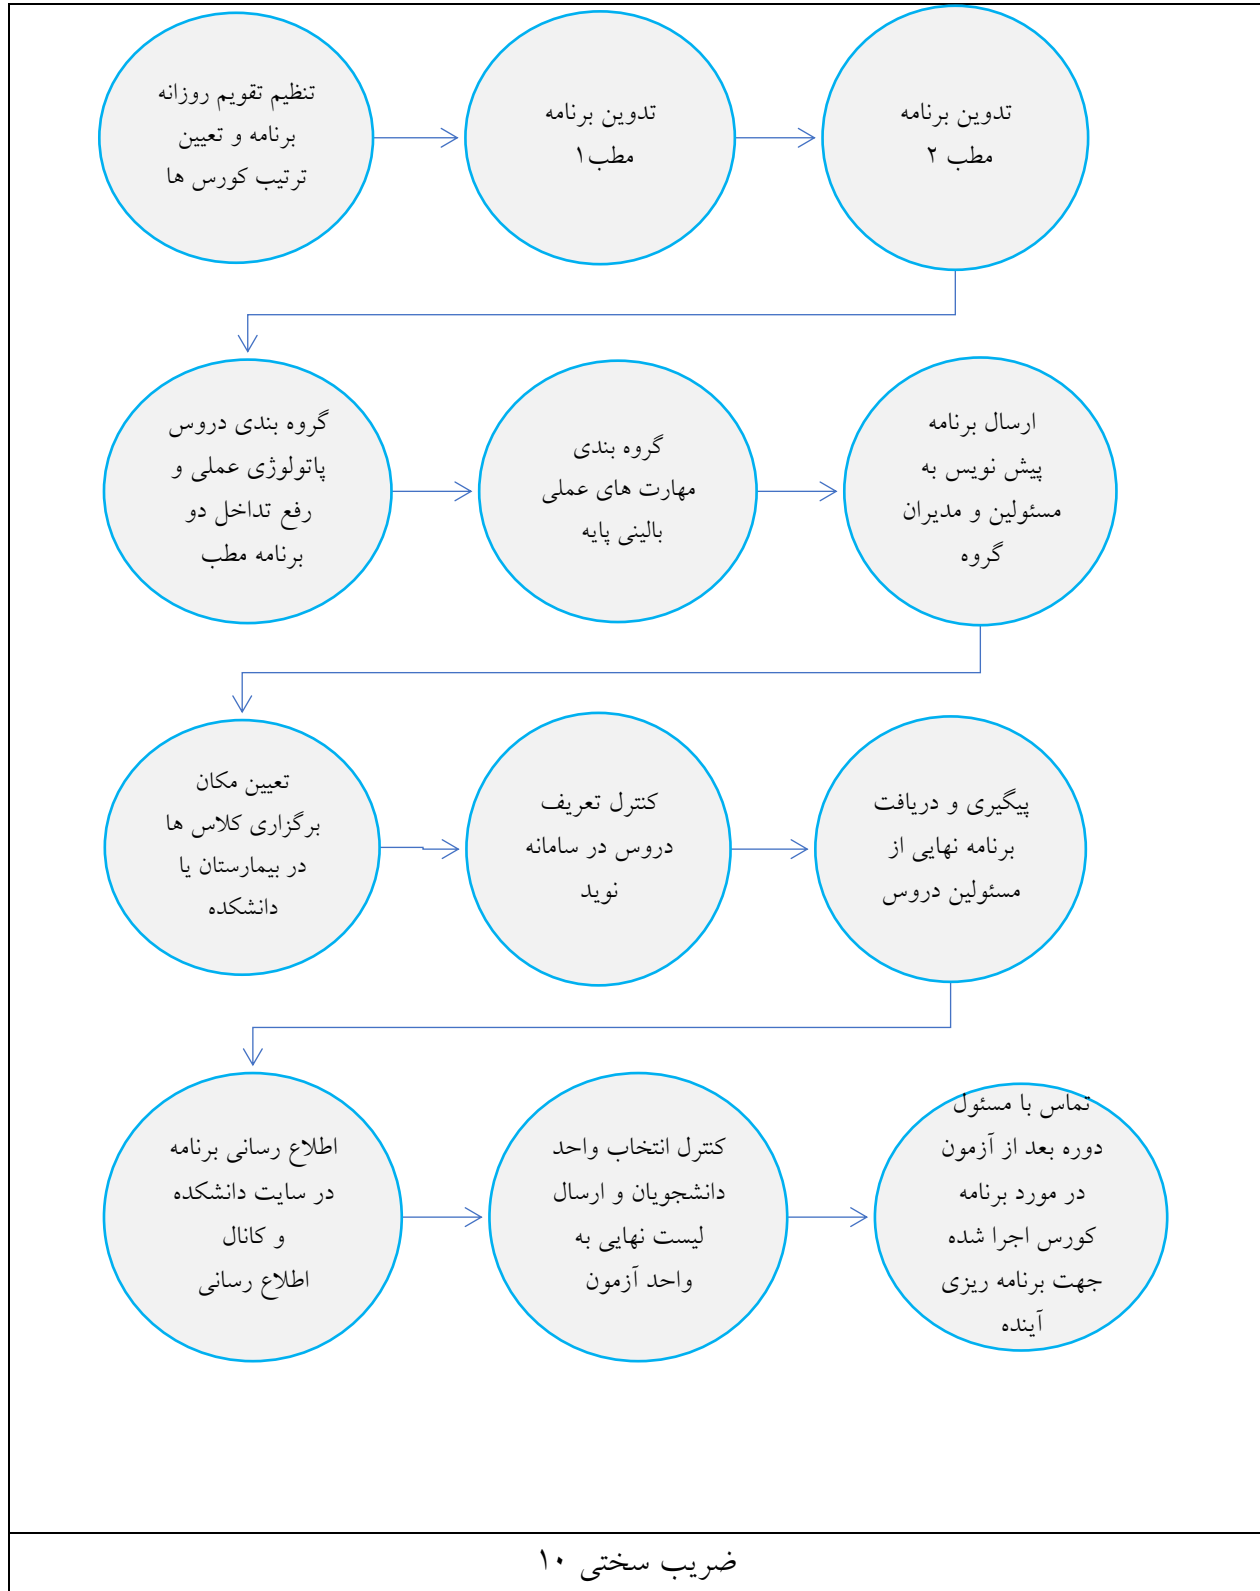 تنظیم تقویم روزانه
برنامه و تعیین
ترتیب کورس ها
تدوین برنامه
مطب۱
تدوین برنامه
مطب ۲
گروه بندی دروس
پاتولوژی عملی و
رفع تداخل دو
برنامه مطب
گروه بندی
مهارت های عملی
بالینی پایه
ارسال برنامه
پیش نویس به
مسئولین و مدیران
گروه
تعیین مکان
برگزاری کلاس ها
در بیمارستان یا
دانشکده
کنترل تعریف
دروس در سامانه
نوید
پیگیری و دریافت
برنامه نهایی از
مسئولین دروس
اطلاع رسانی برنامه
در سایت دانشکده
و کانال
اطلاع رسانی
کنترل انتخاب واحد
دانشجویان و ارسال
لیست نهایی به
واحد آزمون
تماس با مسئول
دوره بعد از آزمون
در مورد برنامه
کورس اجرا شده
جهت برنامه ریزی
آینده
ضریب سختی ۱۰